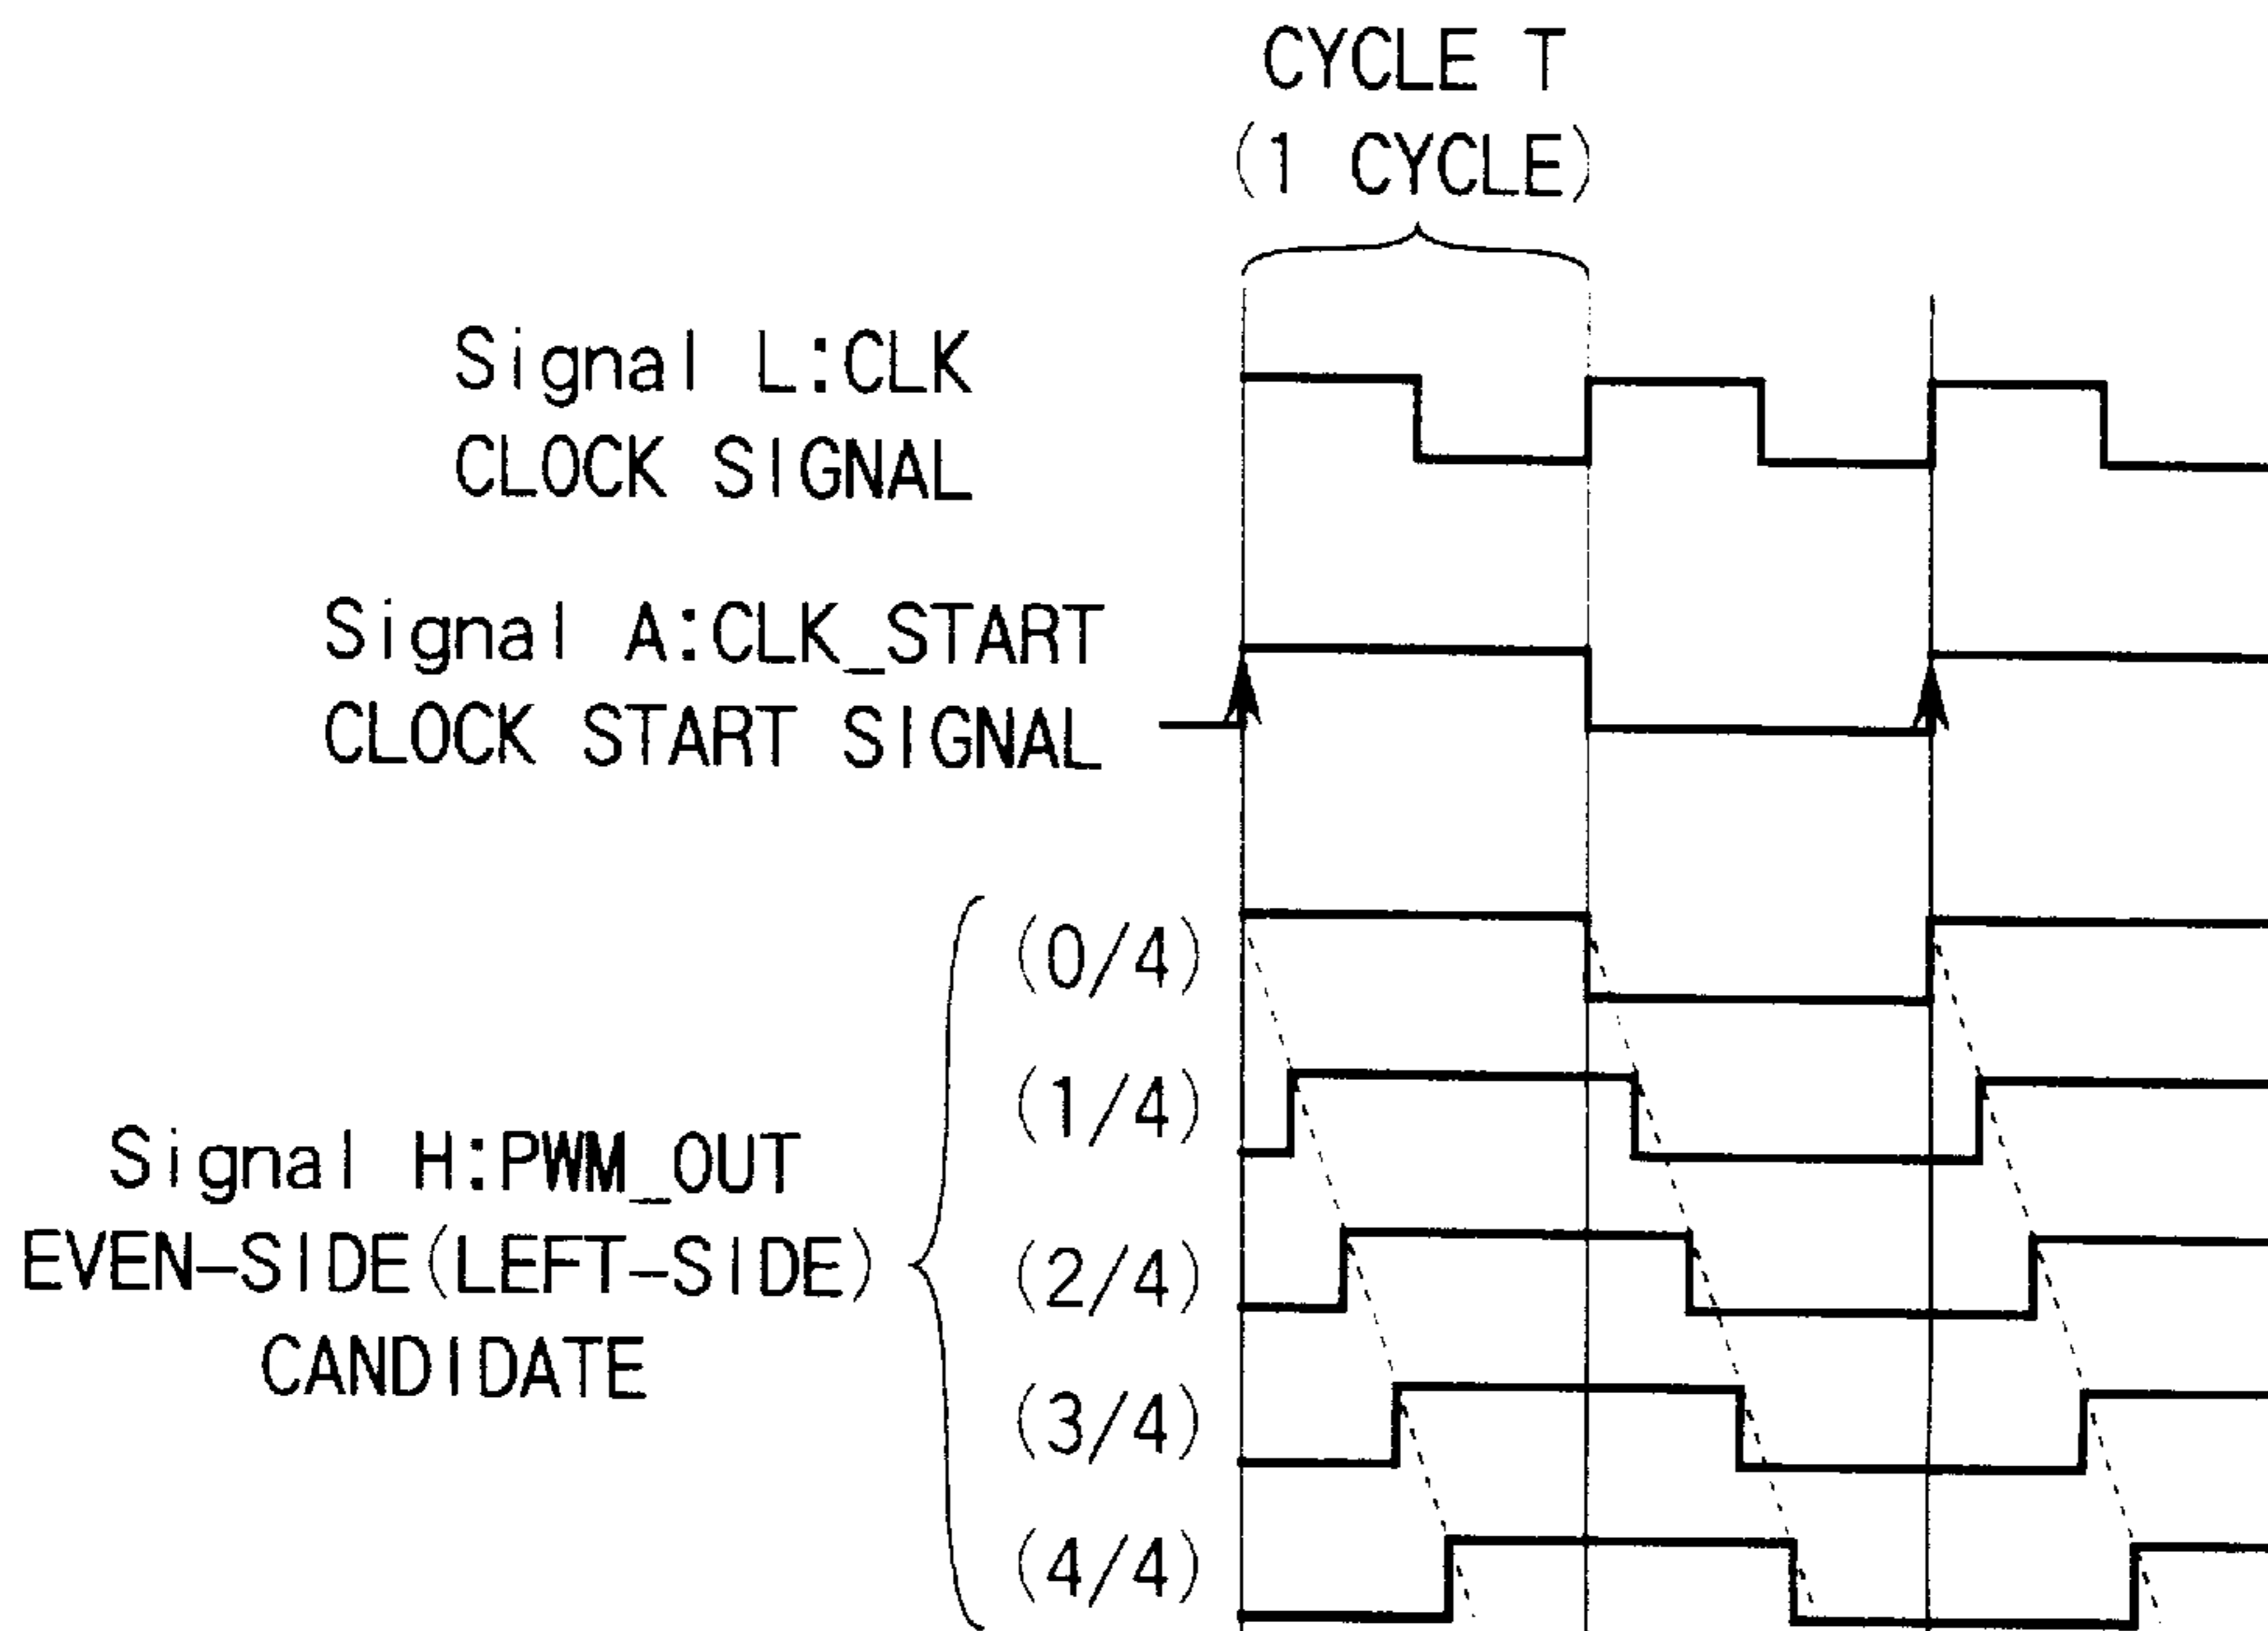 CYCLE T
(1 CYCLE)
Signal L:CLK
CLOCK SIGNAL
Signal A:CLK_START
CLOCK START SIGNAL
(0/4)
(1/4)
Signal H:PWM_OUT
EVEN-SIDE(LEFT-SIDE)
CANDIDATE
(2/4)
(3/4)
(4/4)